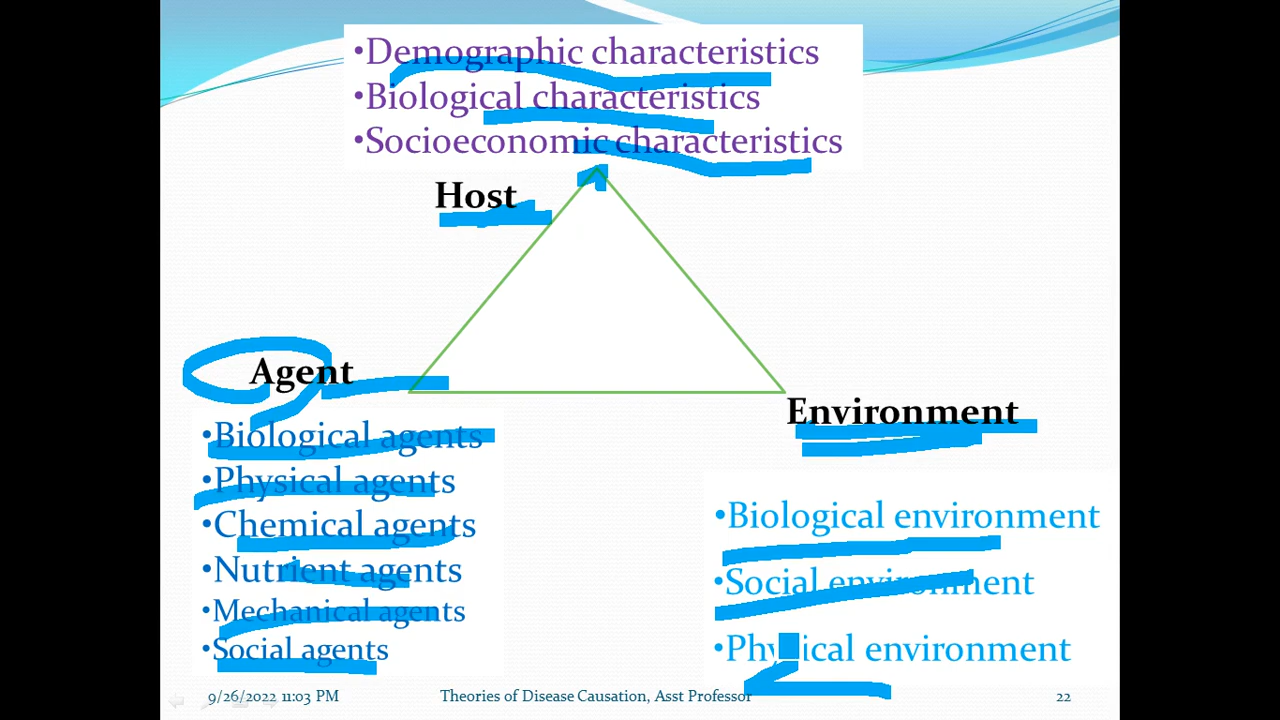 •Demographic characteristics
•Biological characteristics
•Socioeconomic characteristics
Host
Agent
•Biological agents
•Physical agents
•Chemical agents
•Nutrient agents
•Mechanical agents
•Social agents
Environment
•Biological environment
•Social environment
•Physical environment
9/26/2022 11:03 PM Theories of Disease Causation, Asst Professor 22